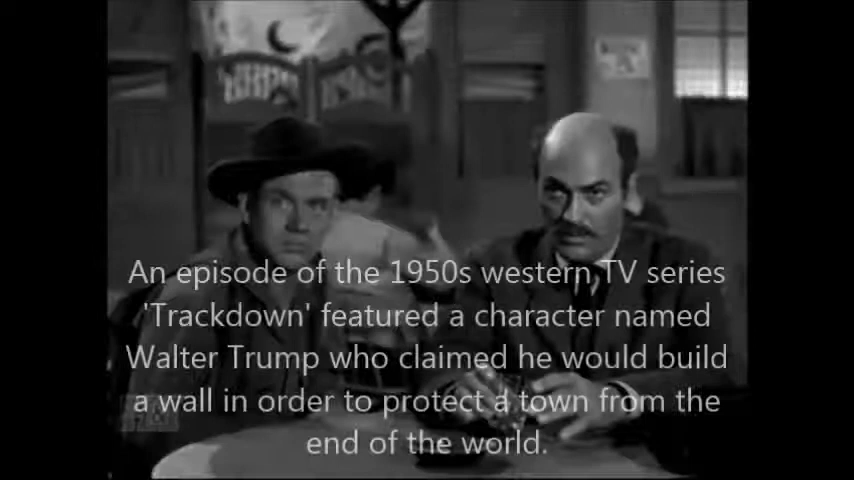 An episode of the 1950s western TV series
'Trackdown' featured a character named
Walter Trump who claimed he would build
a wall in order to protect a town from the
end of the world.